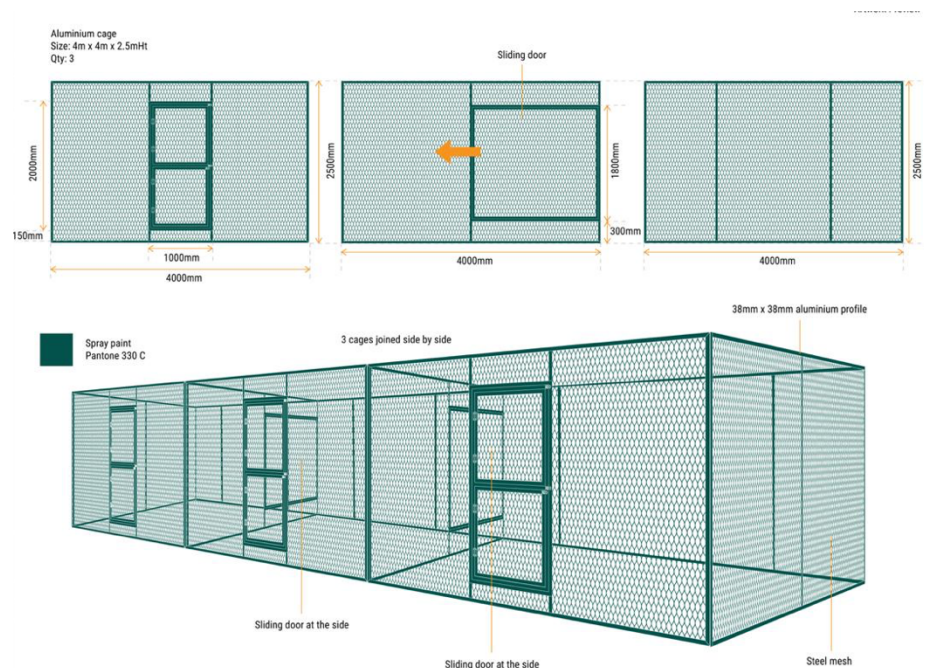 Aluminium cage
Size: 4m x 4m x 2.5mHt
Qty: 3
Sliding door
2000mm
150mm
1000mm
4000mm
2500mm
1800mm
300mm
4000mm
4000mm
2500mm
38mm x 38mm aluminium profile
Spray paint
Pantone 330 C
3 cages joined side by side
Sliding door at the side
Sliding door at the side
Steel mesh